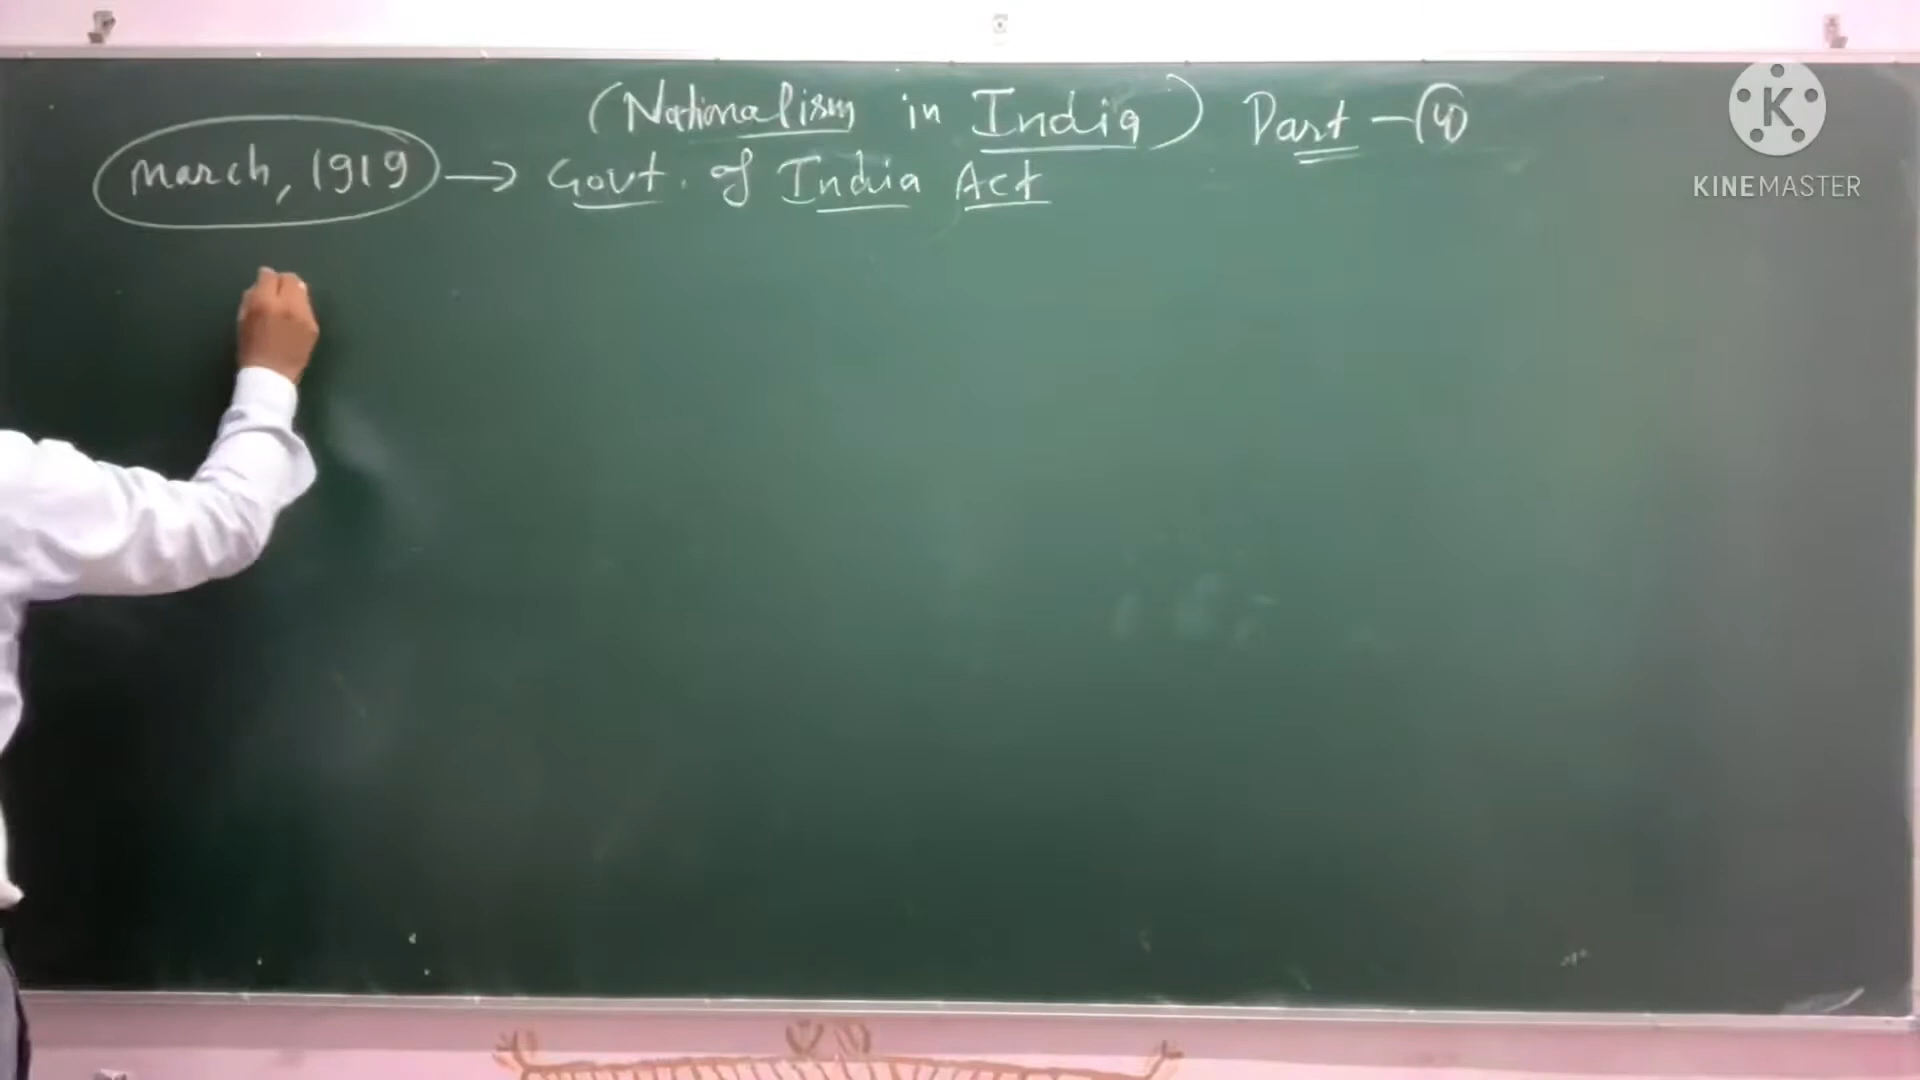 (Nationalism in India) Part - 4
March, 1919 → Govt. of India Act
KINEMASTER